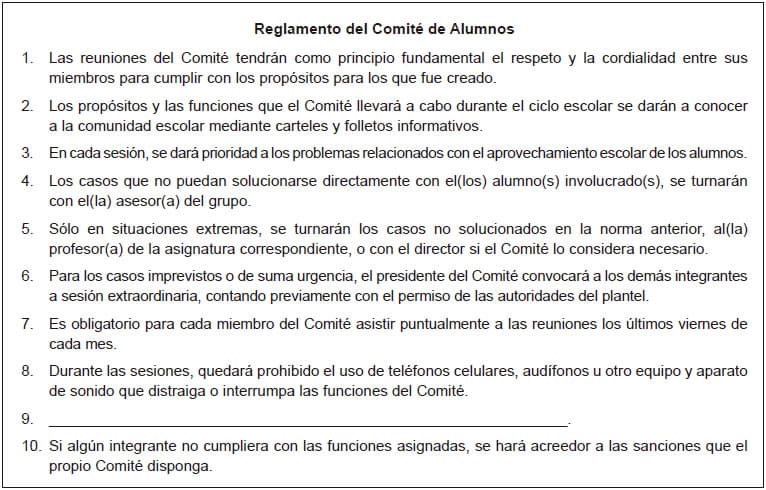 Reglamento del Comité de Alumnos
1. Las reuniones del Comité tendrán como principio fundamental el respeto y la cordialidad entre sus
miembros para cumplir con los propósitos para los que fue creado.
2. Los propósitos y las funciones que el Comité llevará a cabo durante el ciclo escolar se darán a conocer
a la comunidad escolar mediante carteles y folletos informativos.
3. En cada sesión, se dará prioridad a los problemas relacionados con el aprovechamiento escolar de los alumnos.
4. Los casos que no puedan solucionarse directamente con el(los) alumno(s) involucrado(s), se turnarán
con el(la) asesor(a) del grupo.
5. Sólo en situaciones extremas, se turnarán los casos no solucionados en la norma anterior, al(la)
profesor(a) de la asignatura correspondiente, o con el director si el Comité lo considera necesario.
6. Para los casos imprevistos o de suma urgencia, el presidente del Comité convocará a los demás integrantes
a sesión extraordinaria, contando previamente con el permiso de las autoridades del plantel.
7. Es obligatorio para cada miembro del Comité asistir puntualmente a las reuniones los últimos viernes de
cada mes.
8. Durante las sesiones, quedará prohibido el uso de teléfonos celulares, audífonos u otro equipo y aparato
de sonido que distraiga o interrumpa las funciones del Comité.
9. ______________________________________________________________.
10. Si algún integrante no cumpliera con las funciones asignadas, se hará acreedor a las sanciones que el
propio Comité disponga.